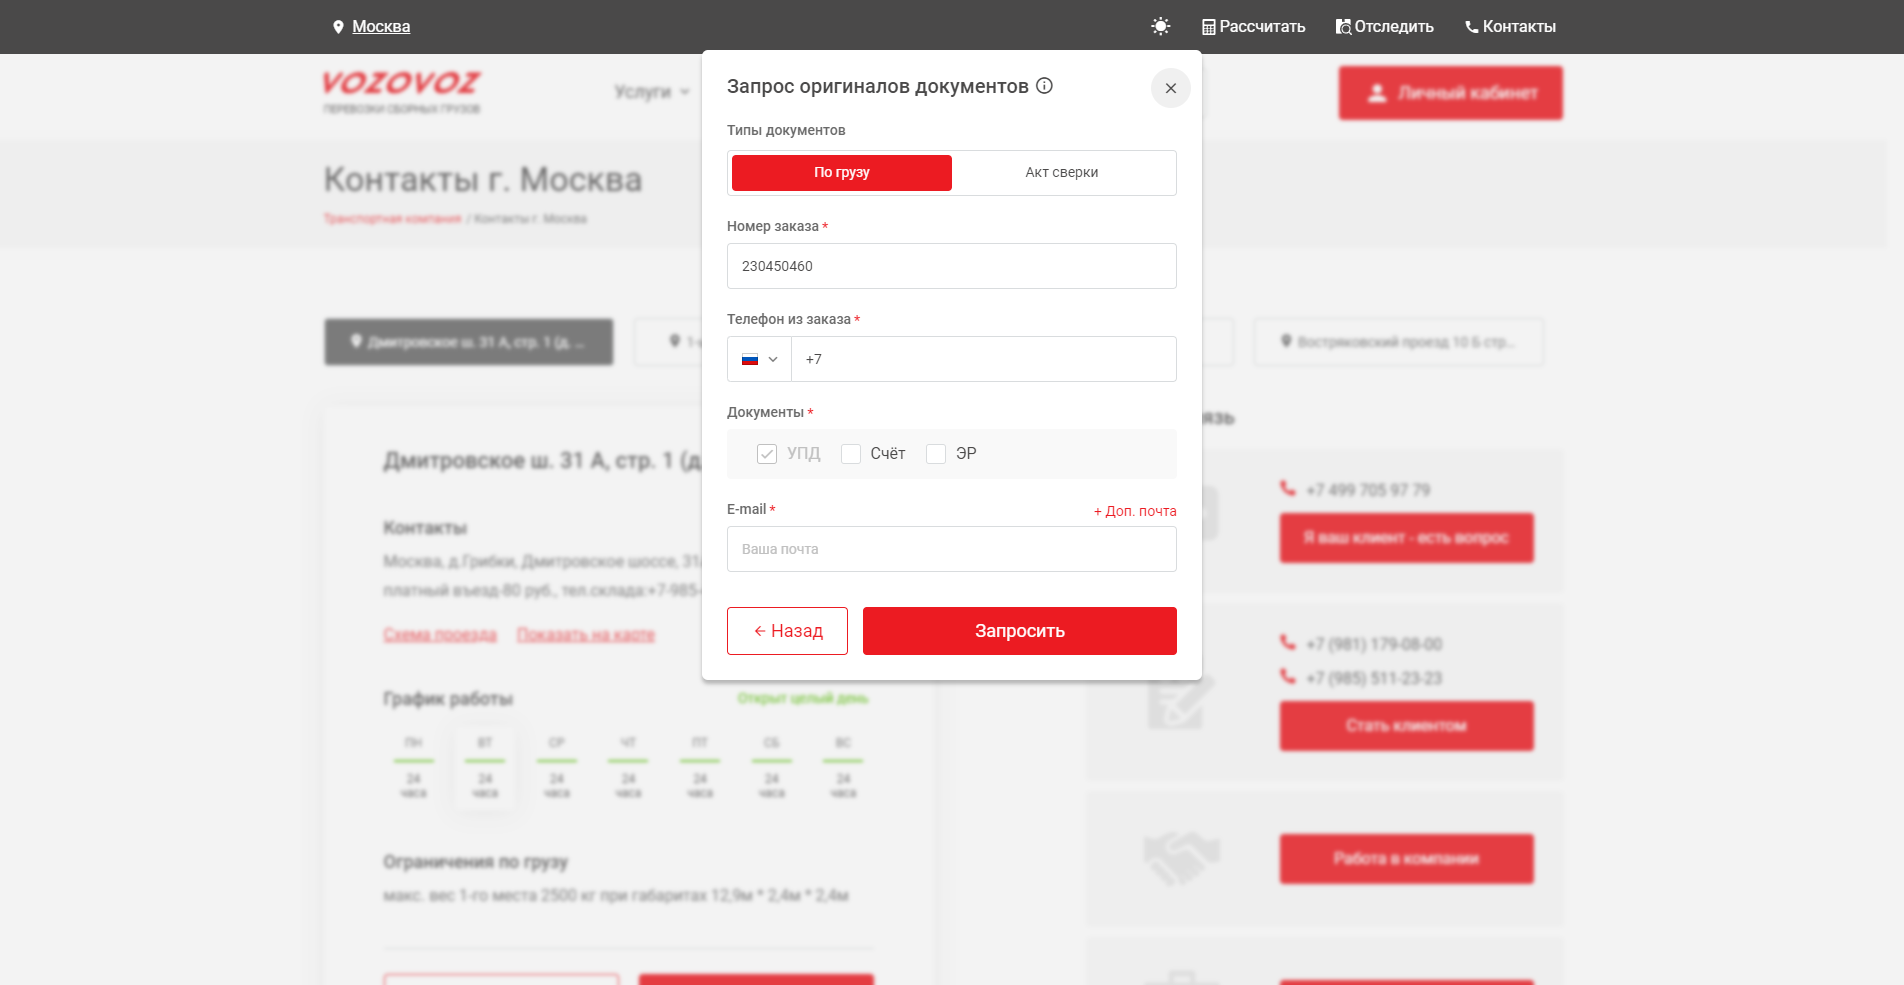 Москва
Рассчитать
Отследить
Контакты
VOZOVOZ
ПЕРЕВОЗКИ СБОРНЫХ ГРУЗОВ
Услуги
Личный кабинет
Контакты г. Москва
Транспортная компания / Контакты г. Москва
Дмитровское ш. 31 А, стр. 1 (д. ...
Востряковский проезд 10 Б стр...
Запрос оригиналов документов
Типы документов
По грузу
Акт сверки
Номер заказа *
230450460
Телефон из заказа *
+7
Документы *
УПД
Счёт
ЭР
E-mail *
+ Доп. почта
Ваша почта
Назад
Запросить
Дмитровское ш. 31 А, стр. 1 (д.
Контакты
Москва, д.Грибки, Дмитровское шоссе,
платный въезд-80 руб., тел.склада:+7-985-
Схема проезда
Показать на карте
График работы
Открыт целый день
ПН ВТ СР ЧТ ПТ СБ ВС
24 24 24 24 24 24 24
часа часа часа часа часа часа часа
Ограничения по грузу
макс. вес 1-го места 2500 кг при габаритах 12,9м * 2,4м * 2,4м
+7 499 705 97 79
Я ваш клиент - есть вопрос
+7 (981) 179-08-00
+7 (985) 511-23-23
Стать клиентом
Работа в компании